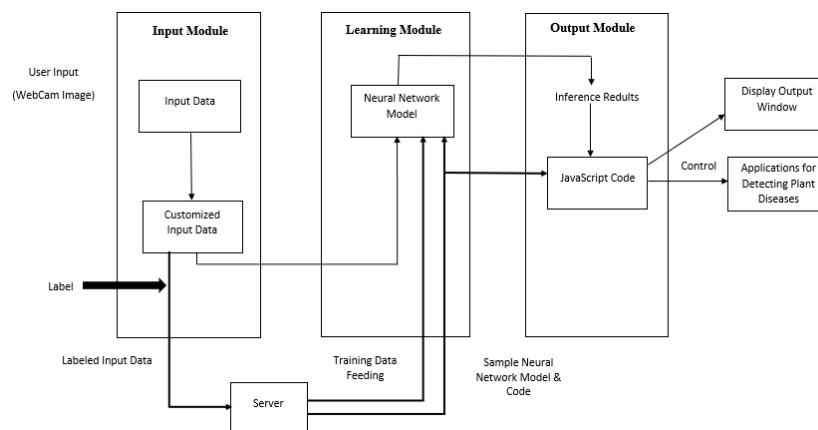 Input Module
Learning Module
Output Module
User Input
(WebCam Image)
Input Data
Neural Network
Model
Inference Redults
Display Output
Window
Customized
Input Data
JavaScript Code
Control
Applications for
Detecting Plant
Diseases
Label
Labeled Input Data
Training Data
Feeding
Sample Neural
Network Model &
Code
Server